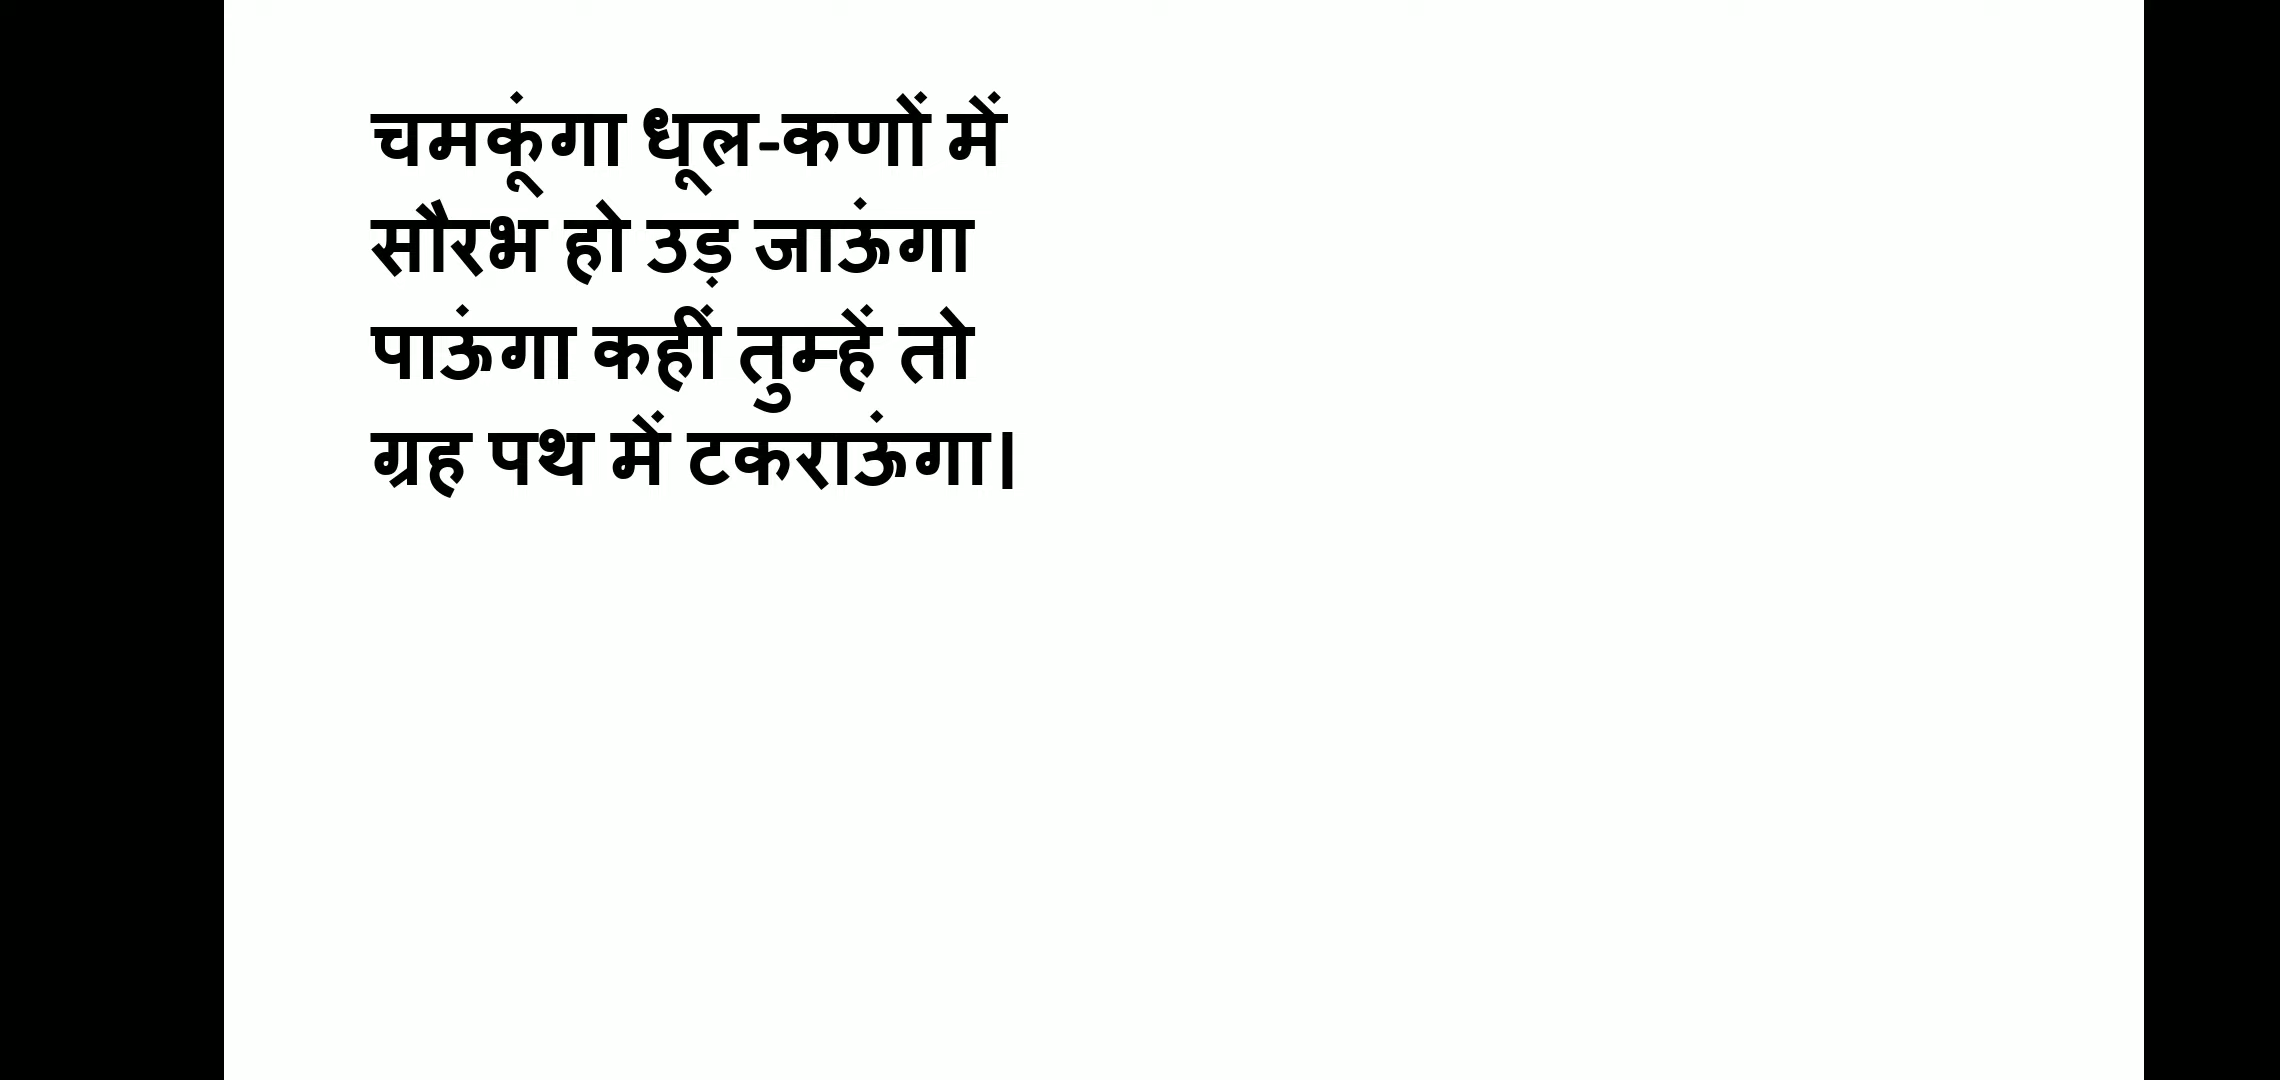 चमकूंगा धूल-कणों में
सौरभ हो उड़ जाऊंगा
पाऊंगा कहीं तुम्हें तो
ग्रह पथ में टकराऊंगा।